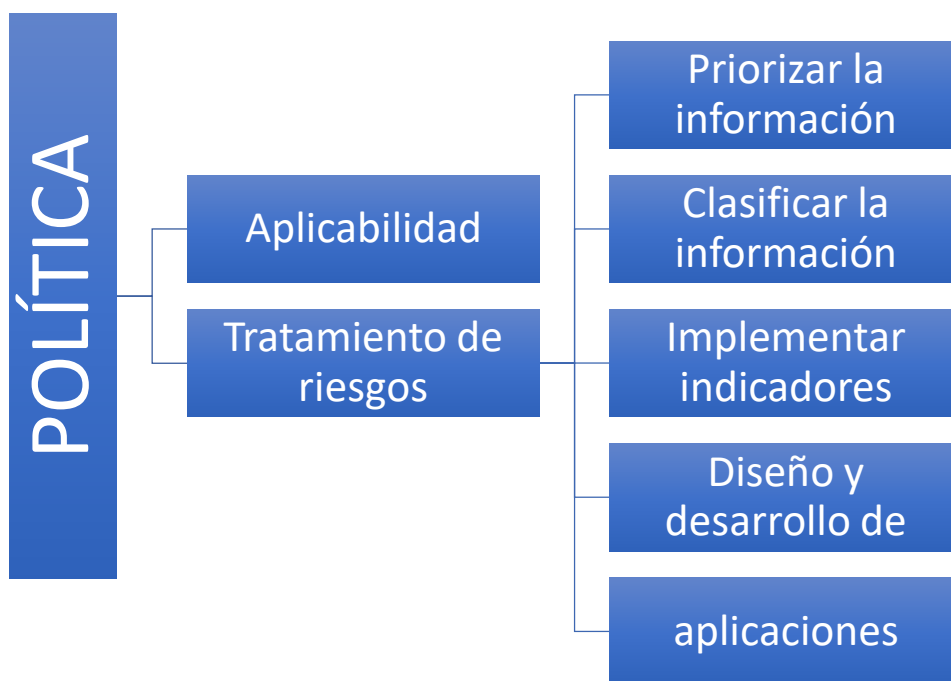 POLÍTICA
Aplicabilidad
Tratamiento de
riesgos
Priorizar la
información
Clasificar la
información
Implementar
indicadores
Diseño y
desarrollo de
aplicaciones